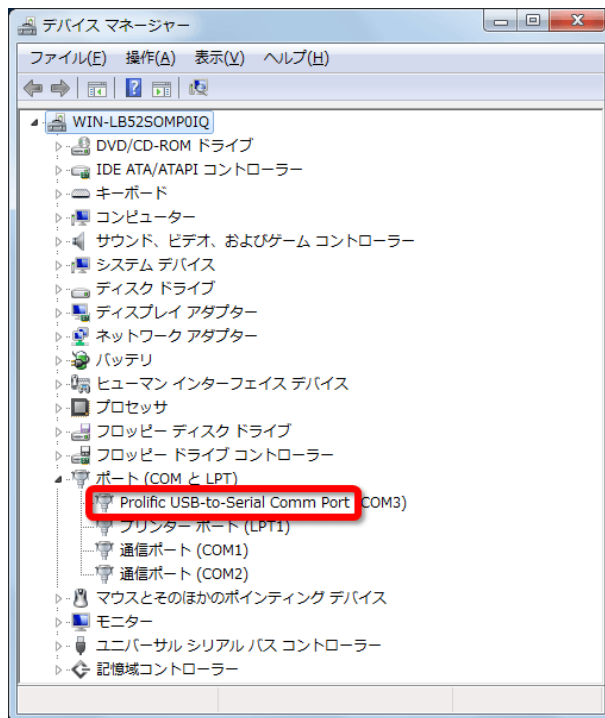 デバイス マネージャー
ファイル(F) 操作(A) 表示(V) ヘルプ(H)
WIN-LB52SOMP0IQ
DVD/CD-ROM ドライブ
IDE ATA/ATAPI コントローラー
キーボード
コンピューター
サウンド、ビデオ、およびゲーム コントローラー
システム デバイス
ディスク ドライブ
ディスプレイ アダプター
ネットワーク アダプター
バッテリ
ヒューマン インターフェイス デバイス
プロセッサ
フロッピー ディスク ドライブ
フロッピー ドライブ コントローラー
ポート (COM と LPT)
Prolific USB-to-Serial Comm Port (COM3)
プリンター ポート (LPT1)
通信ポート (COM1)
通信ポート (COM2)
マウスとそのほかのポインティング デバイス
モニター
ユニバーサル シリアル バス コントローラー
記憶域コントローラー